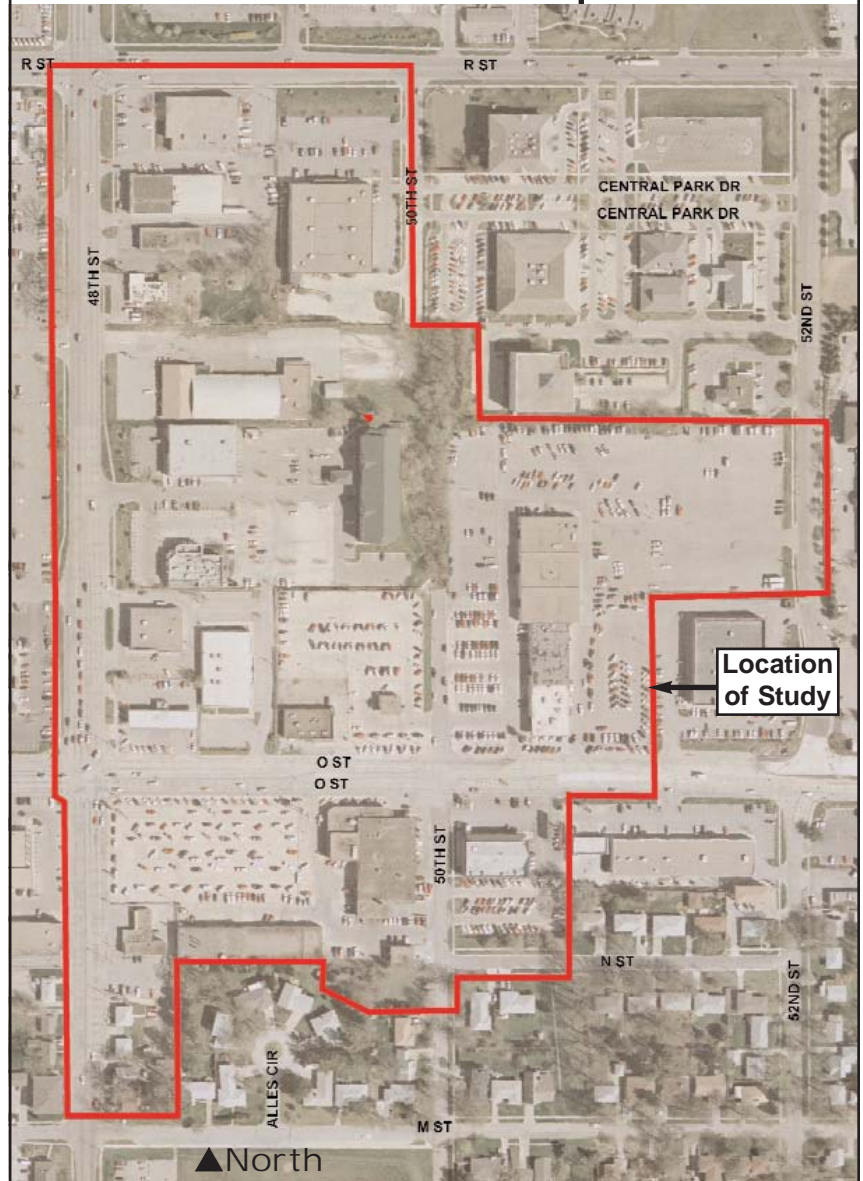 R ST
R ST
50TH ST
CENTRAL PARK DR
CENTRAL PARK DR
48TH ST
52ND ST
Location
of Study
O ST
O ST
50TH ST
N ST
52ND ST
ALLES CIR
M ST
▲North